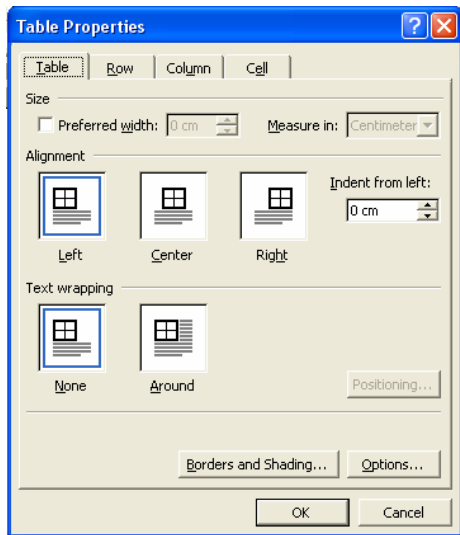 Table Properties
Table Row Column Cell
Size
Preferred width: 0 cm Measure in: Centimeter
Alignment
Indent from left:
0 cm
Left Center Right
Text wrapping
None Around
Positioning...
Borders and Shading... Options...
OK Cancel